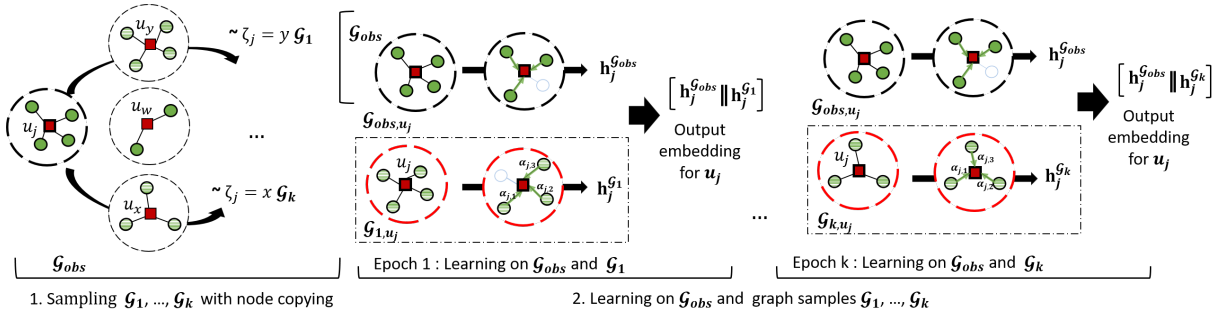 u_y
~ ζ_j = y 𝓖_1
u_j
u_w
...
u_x
~ ζ_j = x 𝓖_k
𝓖_obs
1. Sampling 𝓖_1, ..., 𝓖_k with node copying
𝓖_obs
𝓖_obs,u_j
h_j^𝓖_obs
u_j
α_j,3
α_j,2
α_j,1
h_j^𝓖_1
𝓖_1,u_j
[h_j^𝓖_obs ‖ h_j^𝓖_1]
Output
embedding
for u_j
Epoch 1 : Learning on 𝓖_obs and 𝓖_1
...
𝓖_obs,u_j
h_j^𝓖_obs
u_j
α_j,3
α_j,1
α_j,2
h_j^𝓖_k
𝓖_k,u_j
[h_j^𝓖_obs ‖ h_j^𝓖_k]
Output
embedding
for u_j
Epoch k : Learning on 𝓖_obs and 𝓖_k
2. Learning on 𝓖_obs and graph samples 𝓖_1, ..., 𝓖_k